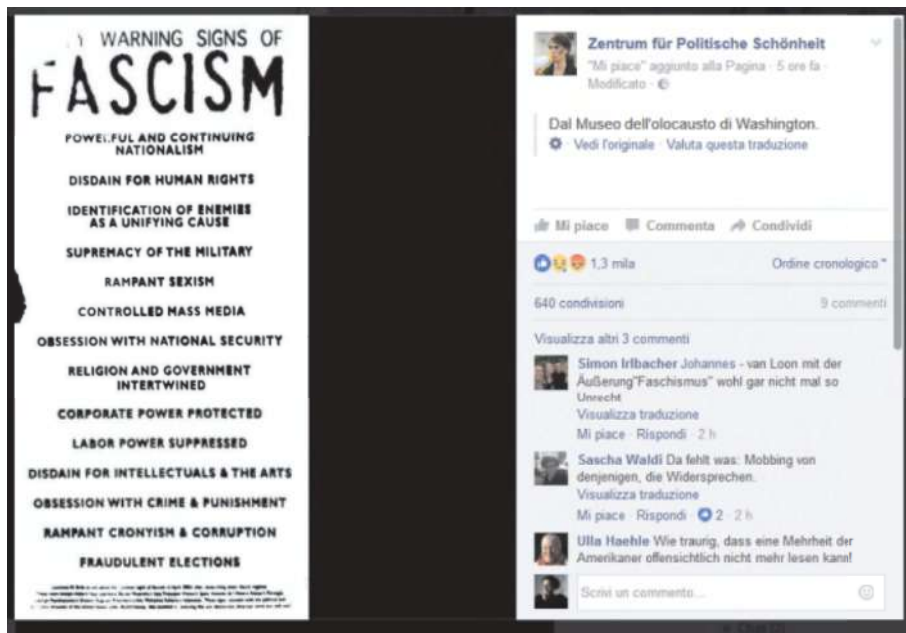 WARNING SIGNS OF
FASCISM
POWERFUL AND CONTINUING
NATIONALISM
DISDAIN FOR HUMAN RIGHTS
IDENTIFICATION OF ENEMIES
AS A UNIFYING CAUSE
SUPREMACY OF THE MILITARY
RAMPANT SEXISM
CONTROLLED MASS MEDIA
OBSESSION WITH NATIONAL SECURITY
RELIGION AND GOVERNMENT
INTERTWINED
CORPORATE POWER PROTECTED
LABOR POWER SUPPRESSED
DISDAIN FOR INTELLECTUALS & THE ARTS
OBSESSION WITH CRIME & PUNISHMENT
RAMPANT CRONYISM & CORRUPTION
FRAUDULENT ELECTIONS
Zentrum für Politische Schönheit
"Mi piace" aggiunto alla Pagina · 5 ore fa ·
Modificato ·
Dal Museo dell'olocausto di Washington.
· Vedi l'originale · Valuta questa traduzione
Mi piace Commenta Condividi
1,3 mila Ordine cronologico
640 condivisioni 9 commenti
Visualizza altri 3 commenti
Simon Irlbacher Johannes - van Loon mit der
Äußerung"Faschismus" wohl gar nicht mal so
Unrecht
Visualizza traduzione
Mi piace · Rispondi · 2 h
Sascha Waldi Da fehlt was: Mobbing von
denjenigen, die Widersprechen.
Visualizza traduzione
Mi piace · Rispondi · 2 · 2 h
Ulla Haehle Wie traurig, dass eine Mehrheit der
Amerikaner offensichtlich nicht mehr lesen kann!
Scrivi un commento...